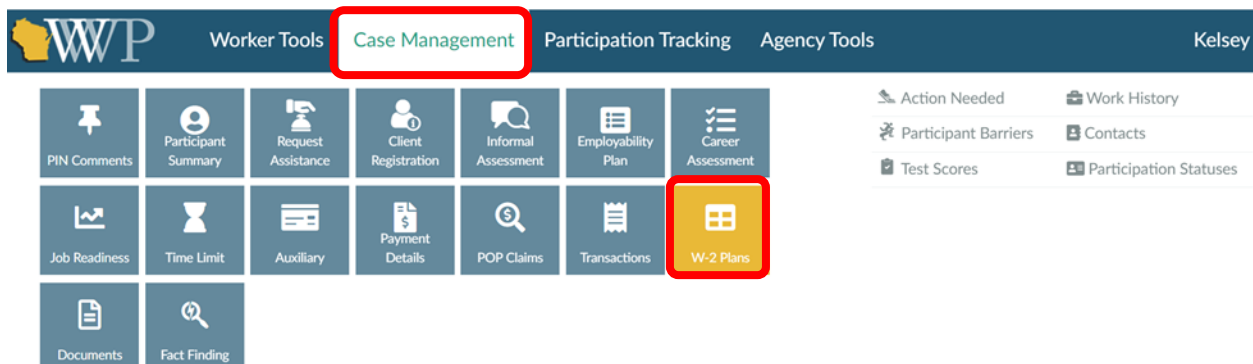 WWP Worker Tools Case Management Participation Tracking Agency Tools Kelsey
PIN Comments
Participant
Summary
Request
Assistance
Client
Registration
Informal
Assessment
Employability
Plan
Career
Assessment
Action Needed
Work History
Participant Barriers
Contacts
Test Scores
Participation Statuses
Job Readiness
Time Limit
Auxiliary
Payment
Details
POP Claims
Transactions
W-2 Plans
Documents
Fact Finding